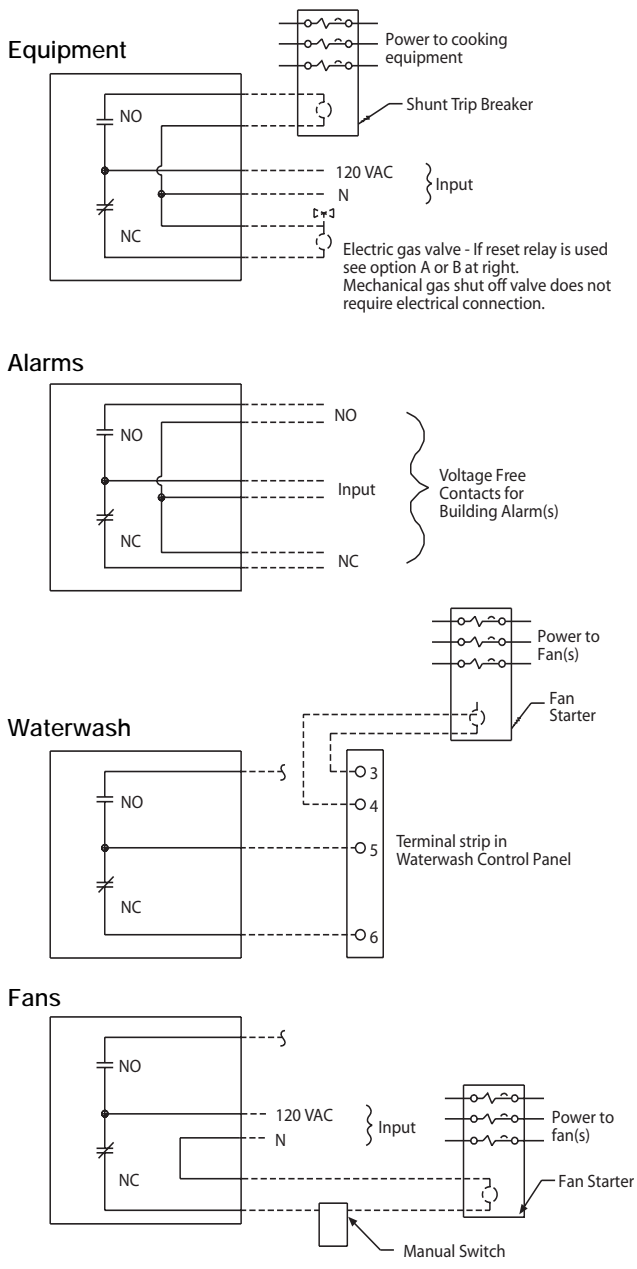 Equipment
Power to cooking
equipment
Shunt Trip Breaker
NO
120 VAC
N
Input
NC
Electric gas valve - If reset relay is used
see option A or B at right.
Mechanical gas shut off valve does not
require electrical connection.
Alarms
NO
NO
Input
Voltage Free
Contacts for
Building Alarm(s)
NC
NC
Power to
Fan(s)
Fan
Starter
Waterwash
3
NO
4
5
Terminal strip in
Waterwash Control Panel
NC
6
Fans
NO
120 VAC
N
Input
Power to
fan(s)
NC
Fan Starter
Manual Switch